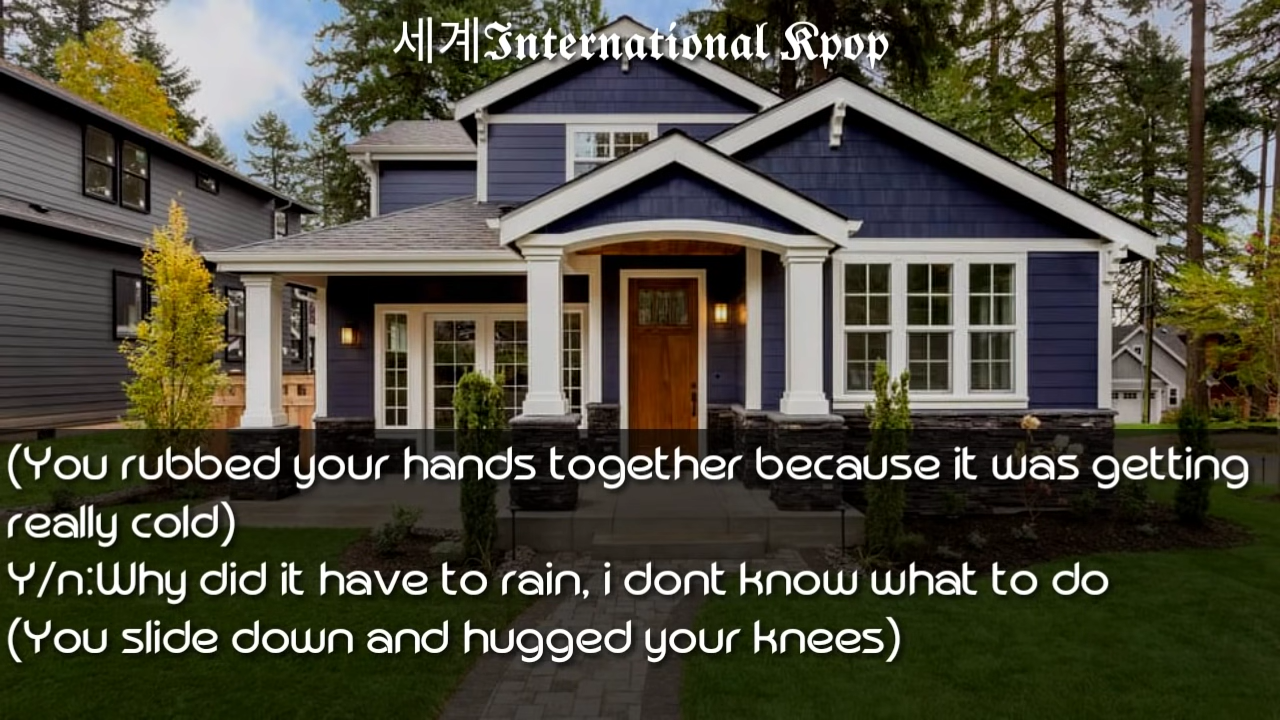 세계International Kpop
(You rubbed your hands together because it was getting
really cold)
Y/n:Why did it have to rain, i dont know what to do
(You slide down and hugged your knees)